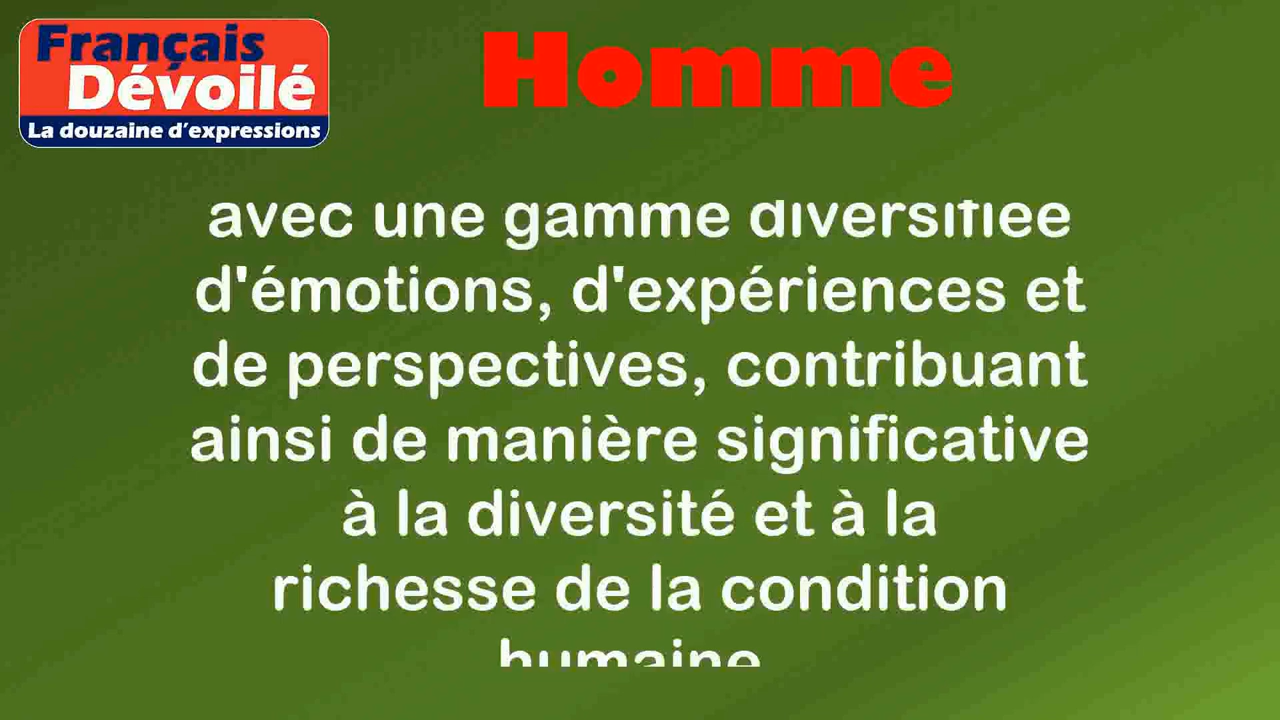 Français
Dévoilé
La douzaine d'expressions
Homme
avec une gamme diversifiée
d'émotions, d'expériences et
de perspectives, contribuant
ainsi de manière significative
à la diversité et à la
richesse de la condition
humaine